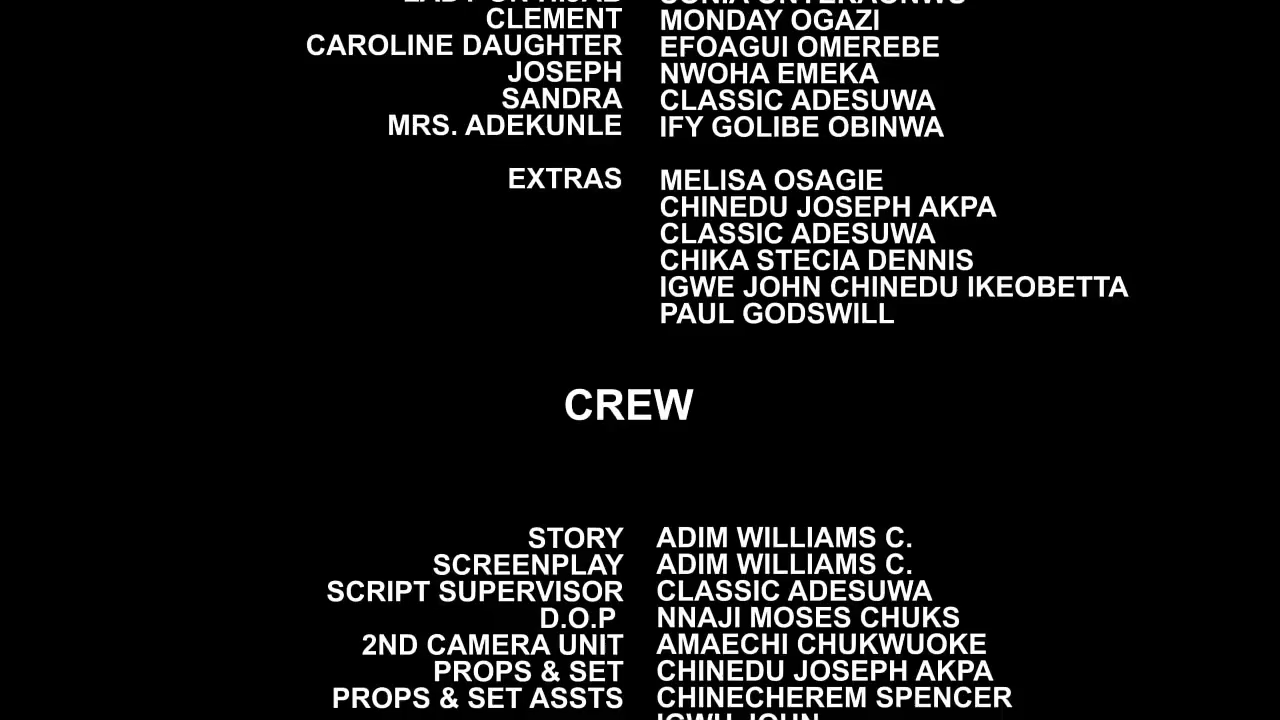 CLEMENT MONDAY OGAZI
CAROLINE DAUGHTER EFOAGUI OMEREBE
JOSEPH NWOHA EMEKA
SANDRA CLASSIC ADESUWA
MRS. ADEKUNLE IFY GOLIBE OBINWA
EXTRAS MELISA OSAGIE
CHINEDU JOSEPH AKPA
CLASSIC ADESUWA
CHIKA STECIA DENNIS
IGWE JOHN CHINEDU IKEOBETTA
PAUL GODSWILL
CREW
STORY ADIM WILLIAMS C.
SCREENPLAY ADIM WILLIAMS C.
SCRIPT SUPERVISOR CLASSIC ADESUWA
D.O.P NNAJI MOSES CHUKS
2ND CAMERA UNIT AMAECHI CHUKWUOKE
PROPS & SET CHINEDU JOSEPH AKPA
PROPS & SET ASSTS CHINECHEREM SPENCER